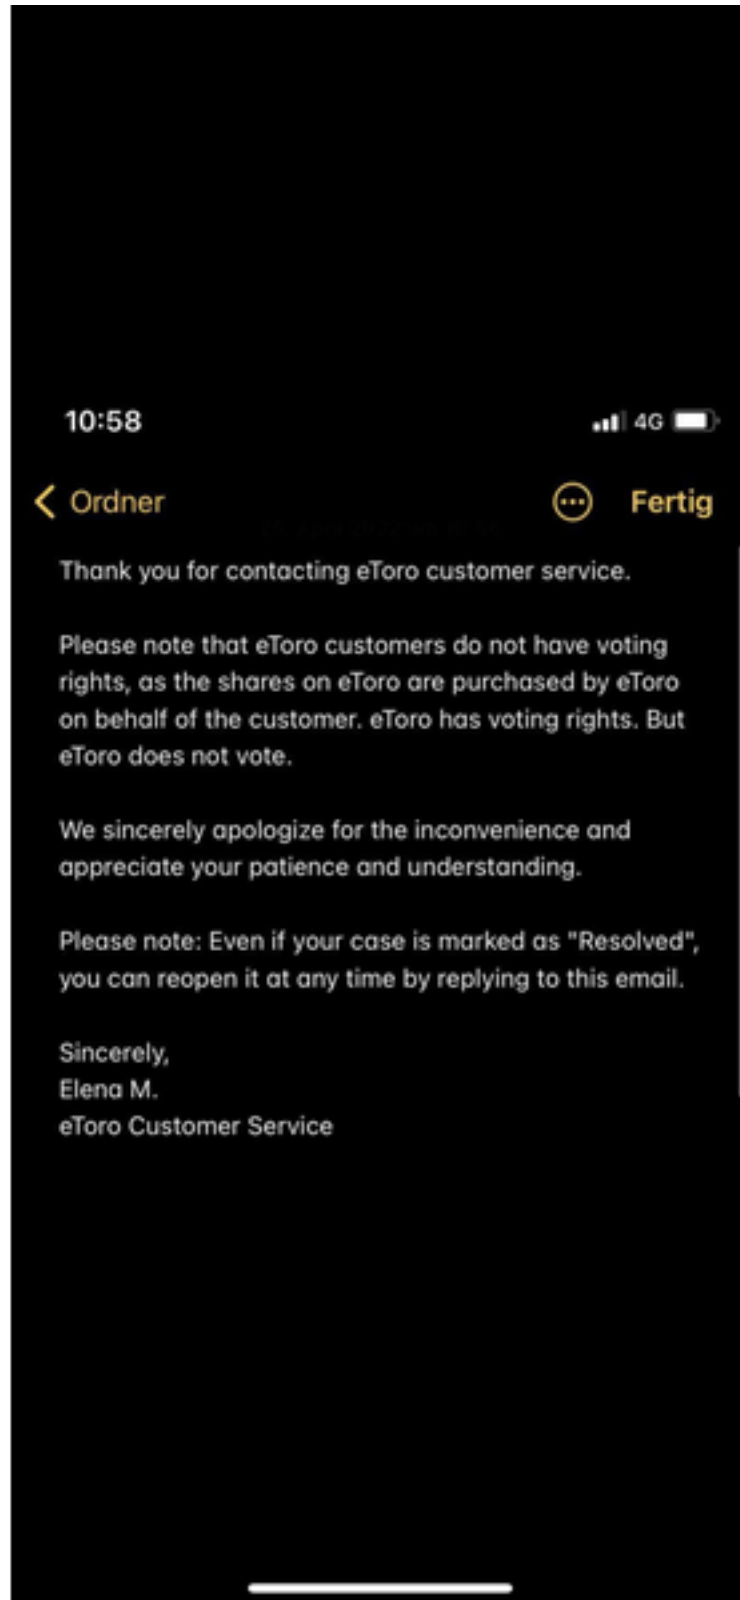 10:58
4G
Ordner
Fertig
Thank you for contacting eToro customer service.
Please note that eToro customers do not have voting
rights, as the shares on eToro are purchased by eToro
on behalf of the customer. eToro has voting rights. But
eToro does not vote.
We sincerely apologize for the inconvenience and
appreciate your patience and understanding.
Please note: Even if your case is marked as "Resolved",
you can reopen it at any time by replying to this email.
Sincerely,
Elena M.
eToro Customer Service